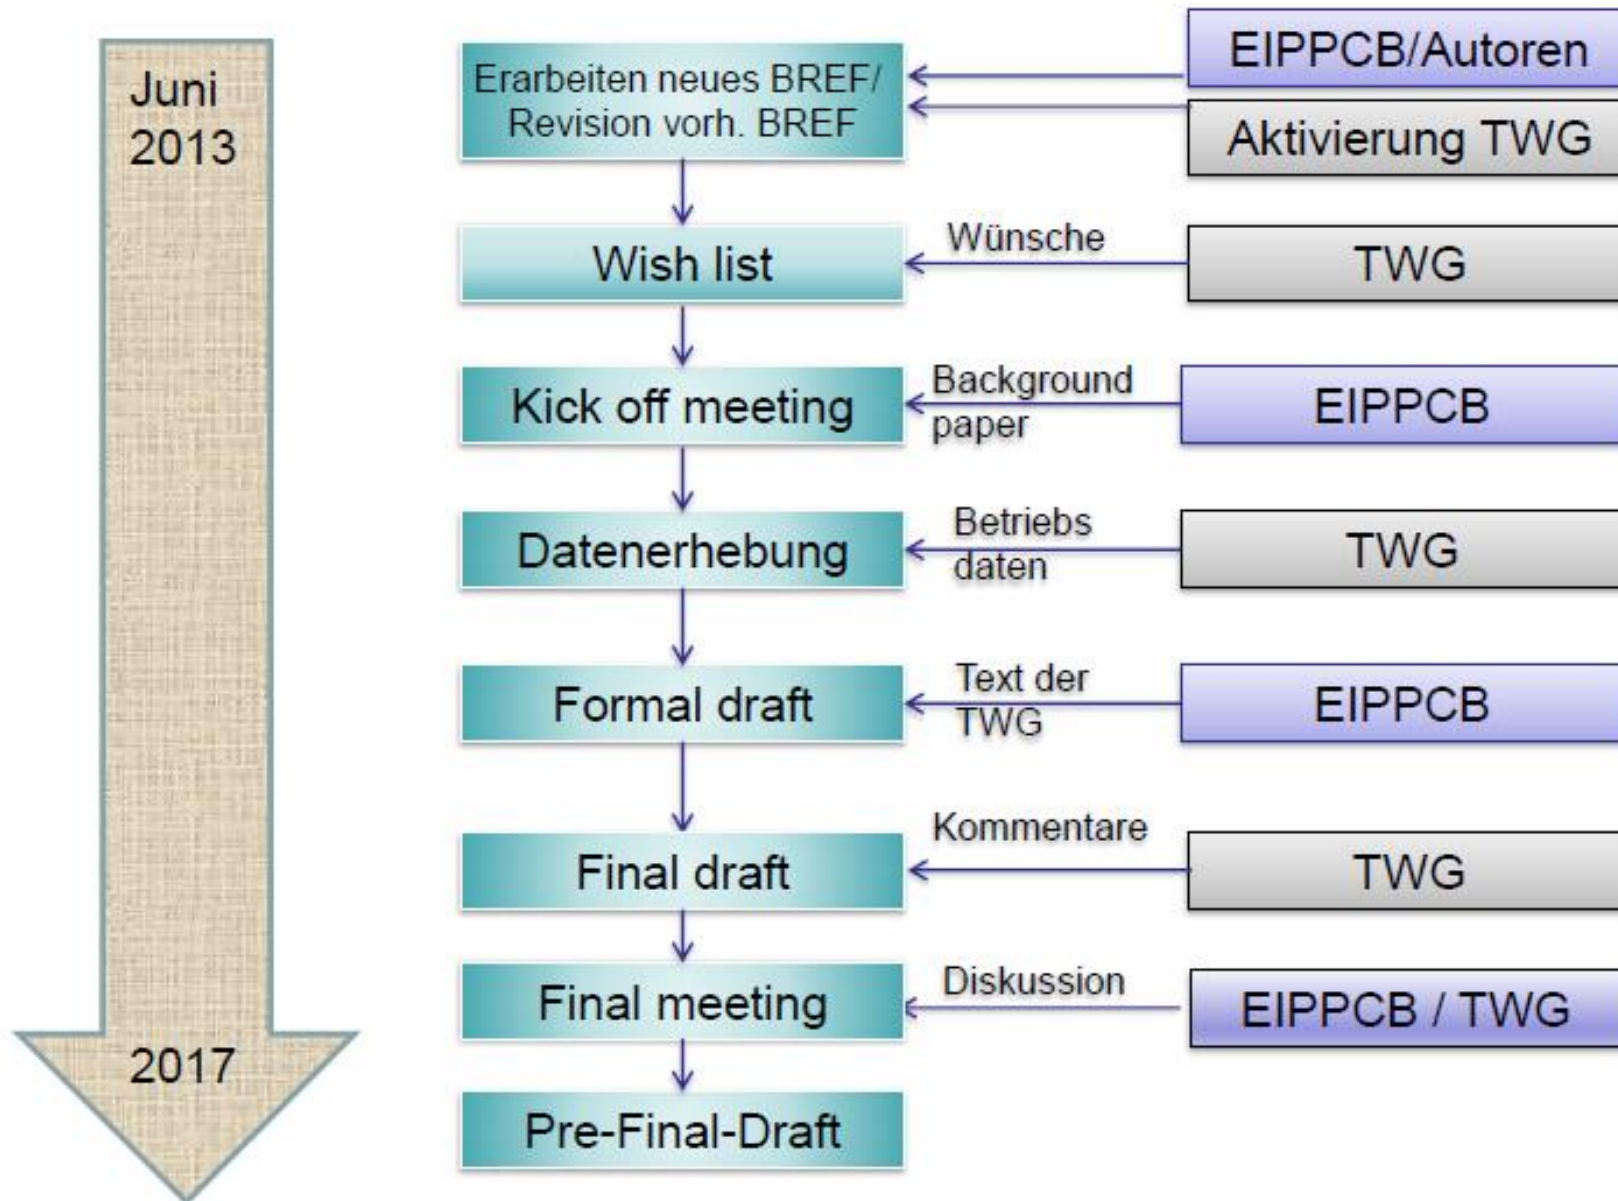 Juni
2013
Erarbeiten neues BREF/
Revision vorh. BREF
EIPPCB/Autoren
Aktivierung TWG
Wish list
Wünsche
TWG
Kick off meeting
Background
paper
EIPPCB
Datenerhebung
Betriebs
daten
TWG
Formal draft
Text der
TWG
EIPPCB
Final draft
Kommentare
TWG
Final meeting
Diskussion
EIPPCB / TWG
2017
Pre-Final-Draft